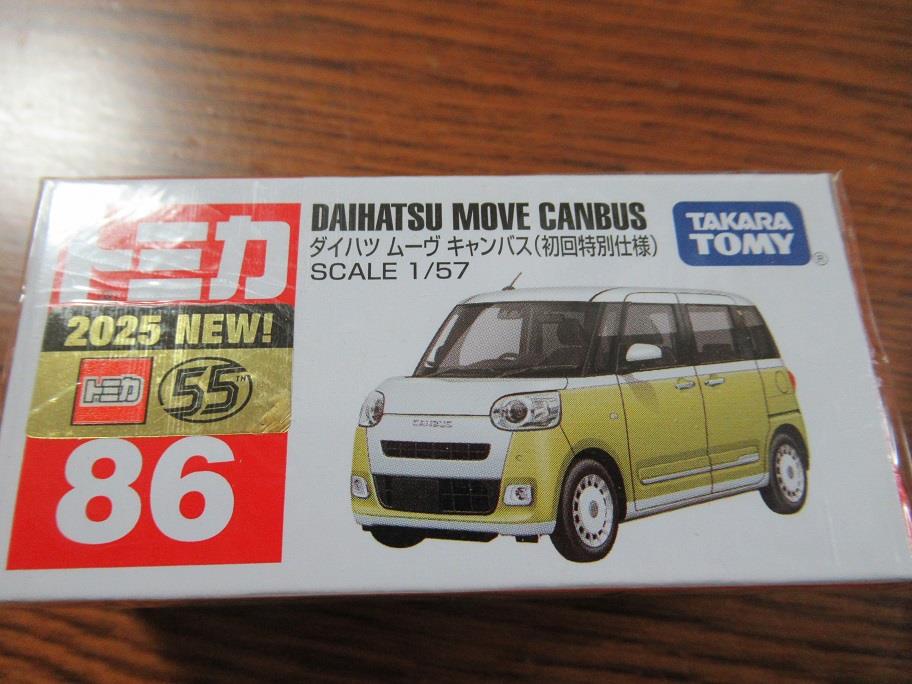 トミカ
2025 NEW!
トミカ 55TH
86
DAIHATSU MOVE CANBUS
ダイハツ ムーヴ キャンバス(初回特別仕様)
SCALE 1/57
TAKARA
TOMY®
CANBUS